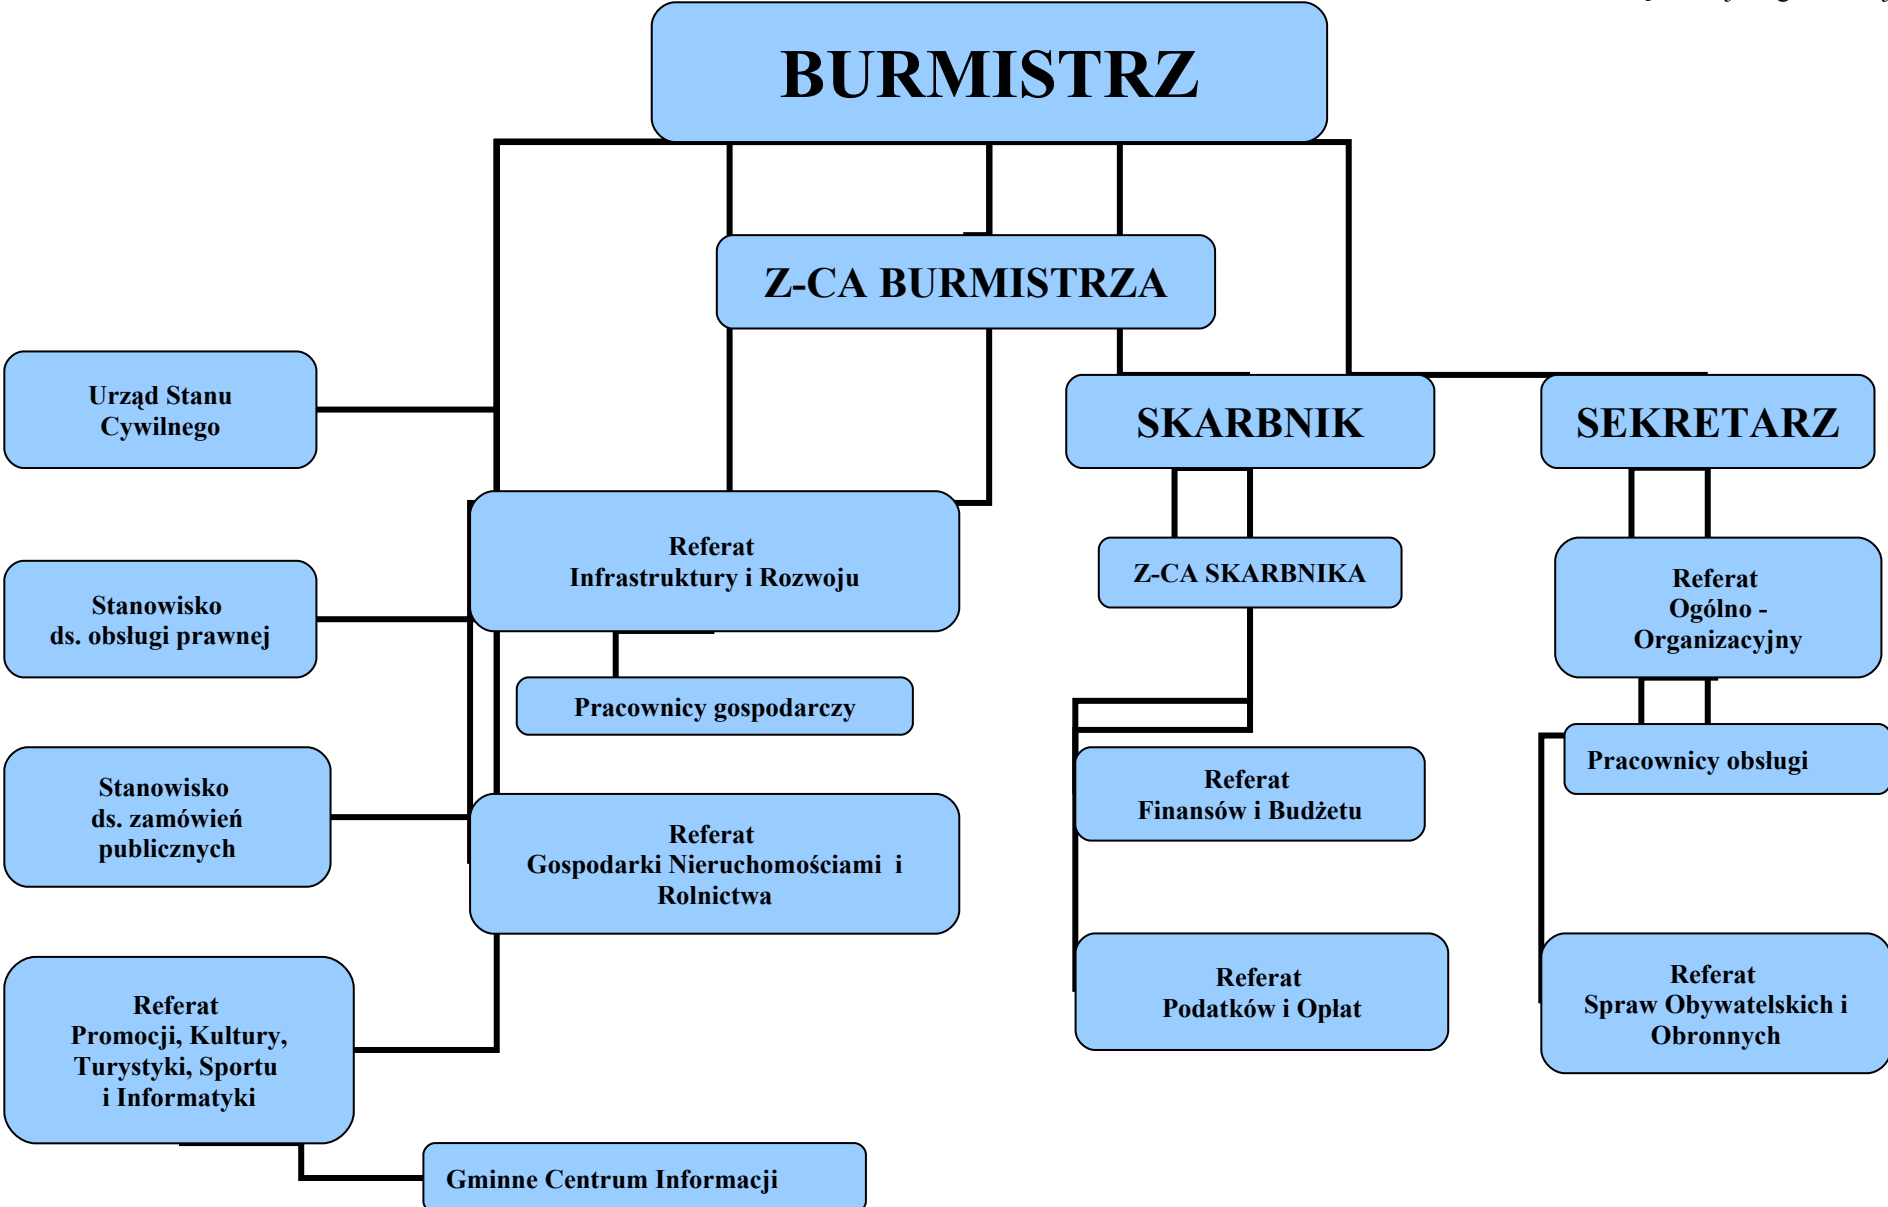 BURMISTRZ
Z-CA BURMISTRZA
Urząd Stanu
Cywilnego
SKARBNIK
SEKRETARZ
Referat
Infrastruktury i Rozwoju
Z-CA SKARBNIKA
Referat
Ogólno -
Organizacyjny
Stanowisko
ds. obsługi prawnej
Pracownicy gospodarczy
Pracownicy obsługi
Stanowisko
ds. zamówień
publicznych
Referat
Gospodarki Nieruchomościami i
Rolnictwa
Referat
Finansów i Budżetu
Referat
Promocji, Kultury,
Turystyki, Sportu
i Informatyki
Referat
Podatków i Opłat
Referat
Spraw Obywatelskich i
Obronnych
Gminne Centrum Informacji